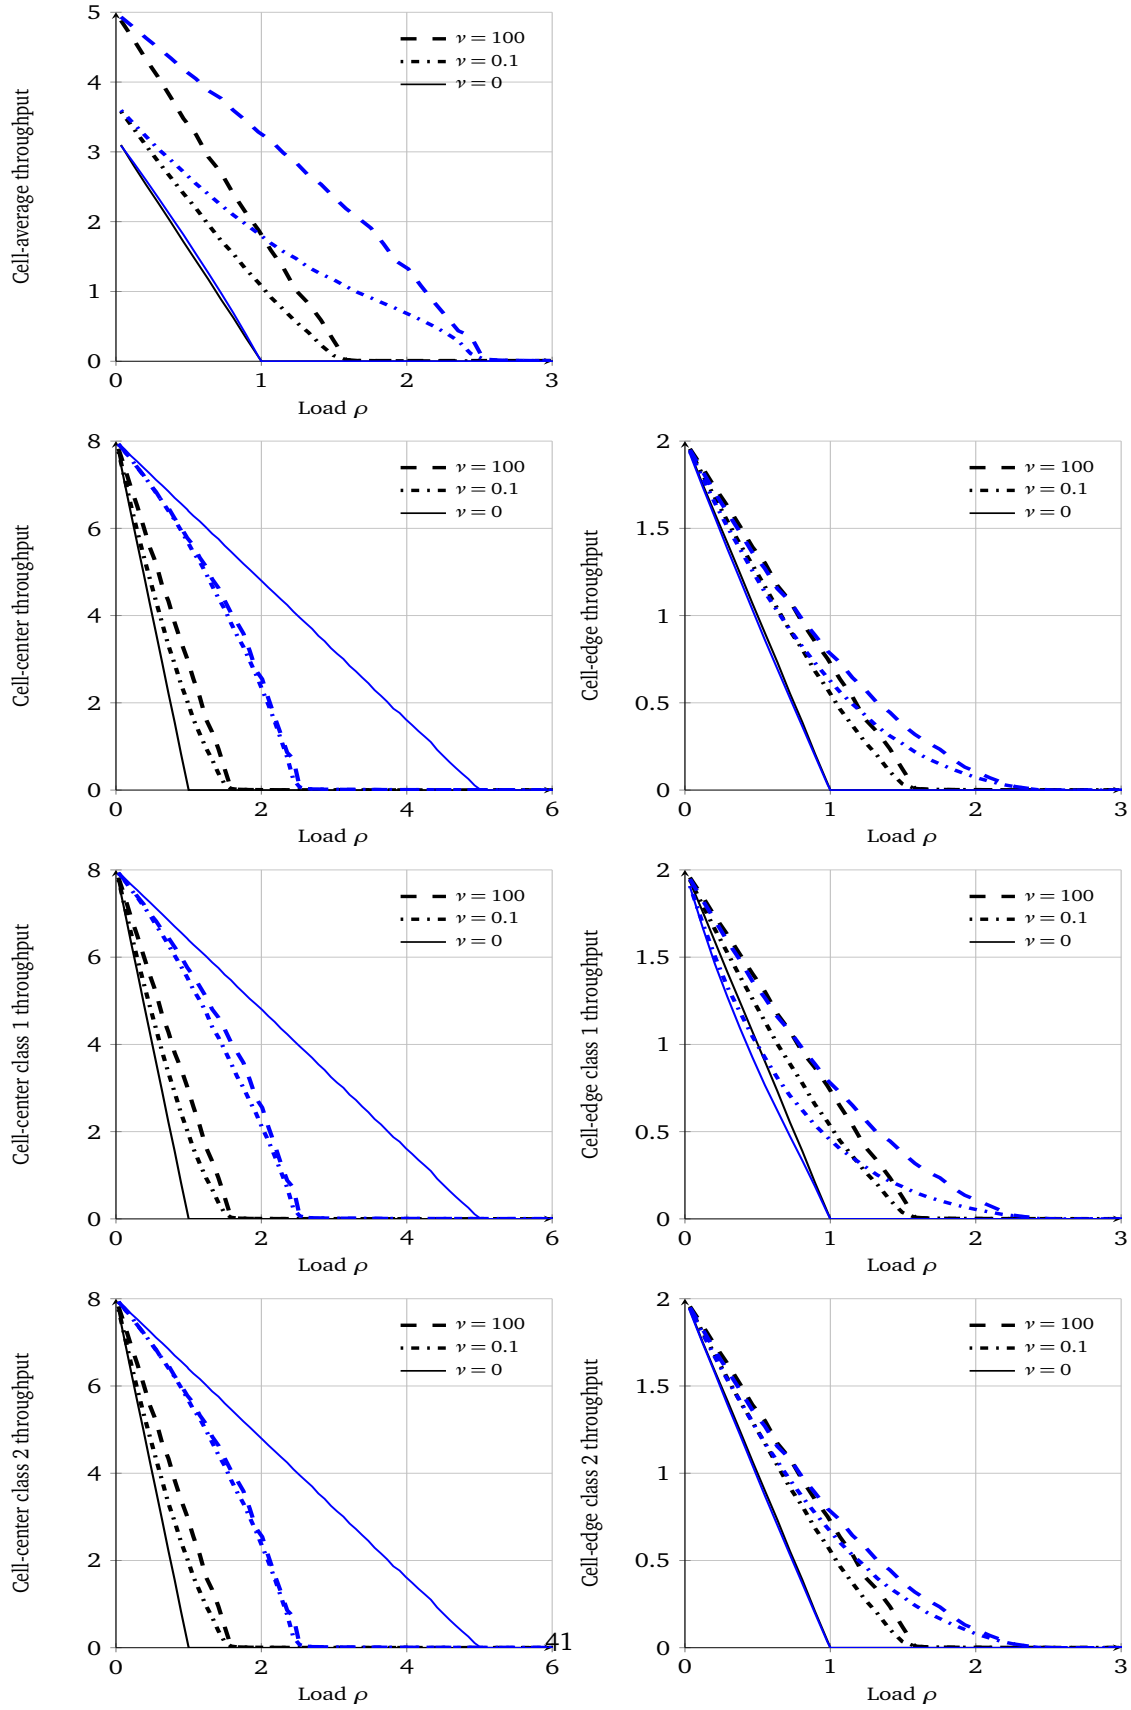 5
4
3
2
1
0
0 1 2 3
Cell-average throughput
Load ρ
ν = 100
ν = 0.1
ν = 0
8
6
4
2
0
0 2 4 6
Cell-center throughput
Load ρ
ν = 100
ν = 0.1
ν = 0
2
1.5
1
0.5
0
0 1 2 3
Cell-edge throughput
Load ρ
ν = 100
ν = 0.1
ν = 0
8
6
4
2
0
0 2 4 6
Cell-center class 1 throughput
Load ρ
ν = 100
ν = 0.1
ν = 0
2
1.5
1
0.5
0
0 1 2 3
Cell-edge class 1 throughput
Load ρ
ν = 100
ν = 0.1
ν = 0
8
6
4
2
0
0 2 4 6
Cell-center class 2 throughput
Load ρ
ν = 100
ν = 0.1
ν = 0
2
1.5
1
0.5
0
0 1 2 3
Cell-edge class 2 throughput
Load ρ
ν = 100
ν = 0.1
ν = 0
41